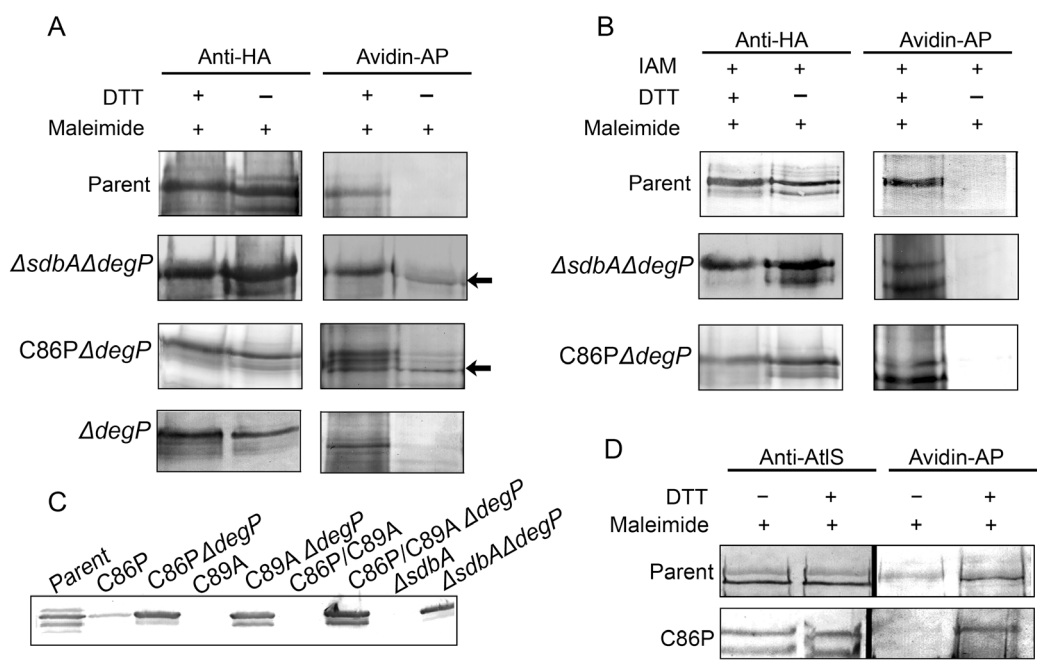 A
Anti-HA Avidin-AP
DTT + − + −
Maleimide + + + +
Parent
ΔsdbAΔdegP
C86PΔdegP
ΔdegP
B
Anti-HA Avidin-AP
IAM + + + +
DTT + − + −
Maleimide + + + +
Parent
ΔsdbAΔdegP
C86PΔdegP
C
Parent
C86P
C86PΔdegP
C89A
C89A ΔdegP
C86P/C89A
C86P/C89A ΔdegP
ΔsdbA
ΔsdbAΔdegP
D
Anti-AtlS Avidin-AP
DTT − + − +
Maleimide + + + +
Parent
C86P